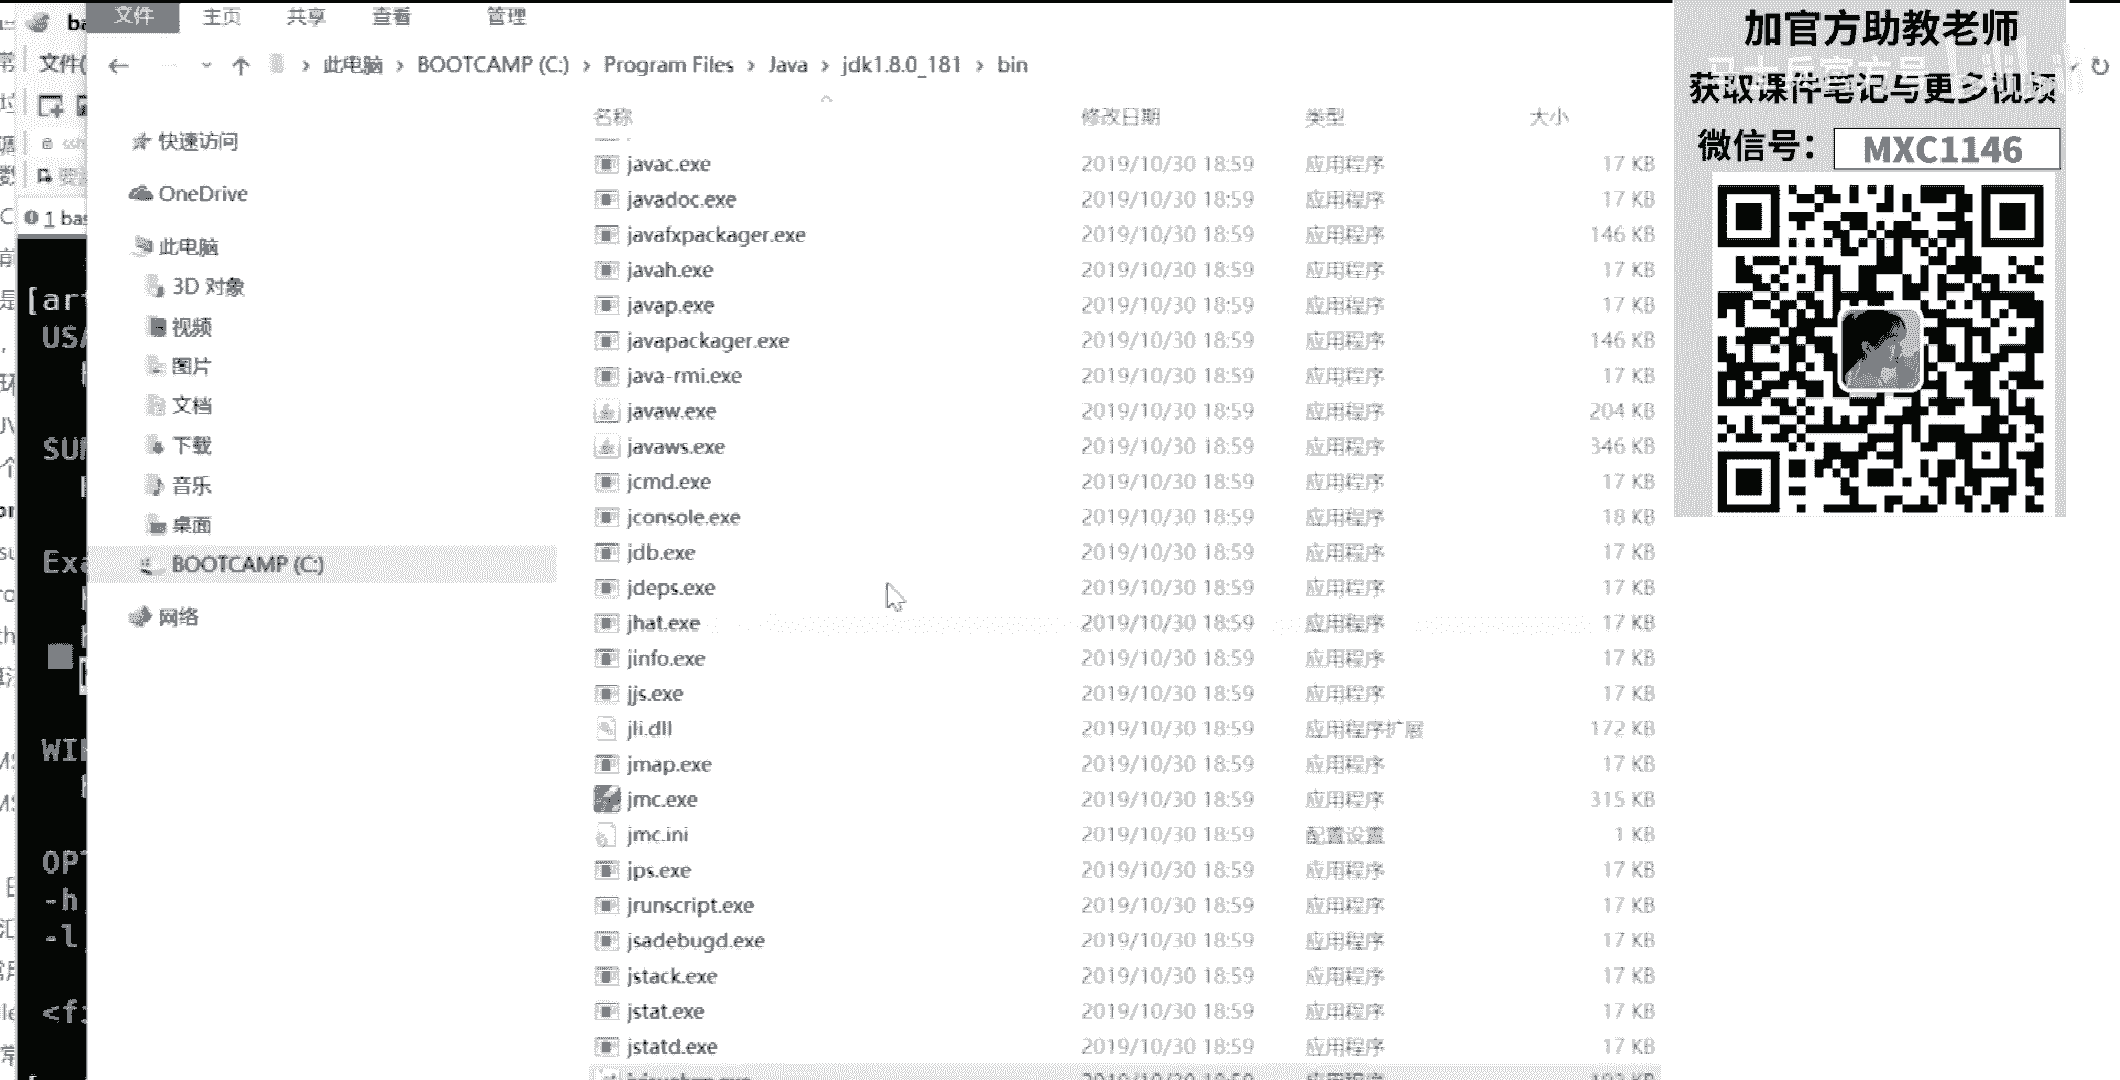 文件 主页 共享 查看 管理
此电脑 › BOOTCAMP (C:) › Program Files › Java › jdk1.8.0_181 › bin
名称 修改日期 类型 大小
javac.exe 2019/10/30 18:59 应用程序 17 KB
javadoc.exe 2019/10/30 18:59 应用程序 17 KB
javafxpackager.exe 2019/10/30 18:59 应用程序 146 KB
javah.exe 2019/10/30 18:59 应用程序 17 KB
javap.exe 2019/10/30 18:59 应用程序 17 KB
javapackager.exe 2019/10/30 18:59 应用程序 146 KB
java-rmi.exe 2019/10/30 18:59 应用程序 17 KB
javaw.exe 2019/10/30 18:59 应用程序 204 KB
javaws.exe 2019/10/30 18:59 应用程序 346 KB
jcmd.exe 2019/10/30 18:59 应用程序 17 KB
jconsole.exe 2019/10/30 18:59 应用程序 18 KB
jdb.exe 2019/10/30 18:59 应用程序 17 KB
jdeps.exe 2019/10/30 18:59 应用程序 17 KB
jhat.exe 2019/10/30 18:59 应用程序 17 KB
jinfo.exe 2019/10/30 18:59 应用程序 17 KB
jjs.exe 2019/10/30 18:59 应用程序 17 KB
jli.dll 2019/10/30 18:59 应用程序扩展 172 KB
jmap.exe 2019/10/30 18:59 应用程序 17 KB
jmc.exe 2019/10/30 18:59 应用程序 315 KB
jmc.ini 2019/10/30 18:59 配置设置 1 KB
jps.exe 2019/10/30 18:59 应用程序 17 KB
jrunscript.exe 2019/10/30 18:59 应用程序 17 KB
jsadebugd.exe 2019/10/30 18:59 应用程序 17 KB
jstack.exe 2019/10/30 18:59 应用程序 17 KB
jstat.exe 2019/10/30 18:59 应用程序 17 KB
jstatd.exe 2019/10/30 18:59 应用程序 17 KB
快速访问
OneDrive
此电脑
3D 对象
视频
图片
文档
下载
音乐
桌面
BOOTCAMP (C:)
网络
文件(
1 bas
[ar
-h
-l
<f
加官方助教老师
获取课件笔记与更多视频
微信号： MXC1146